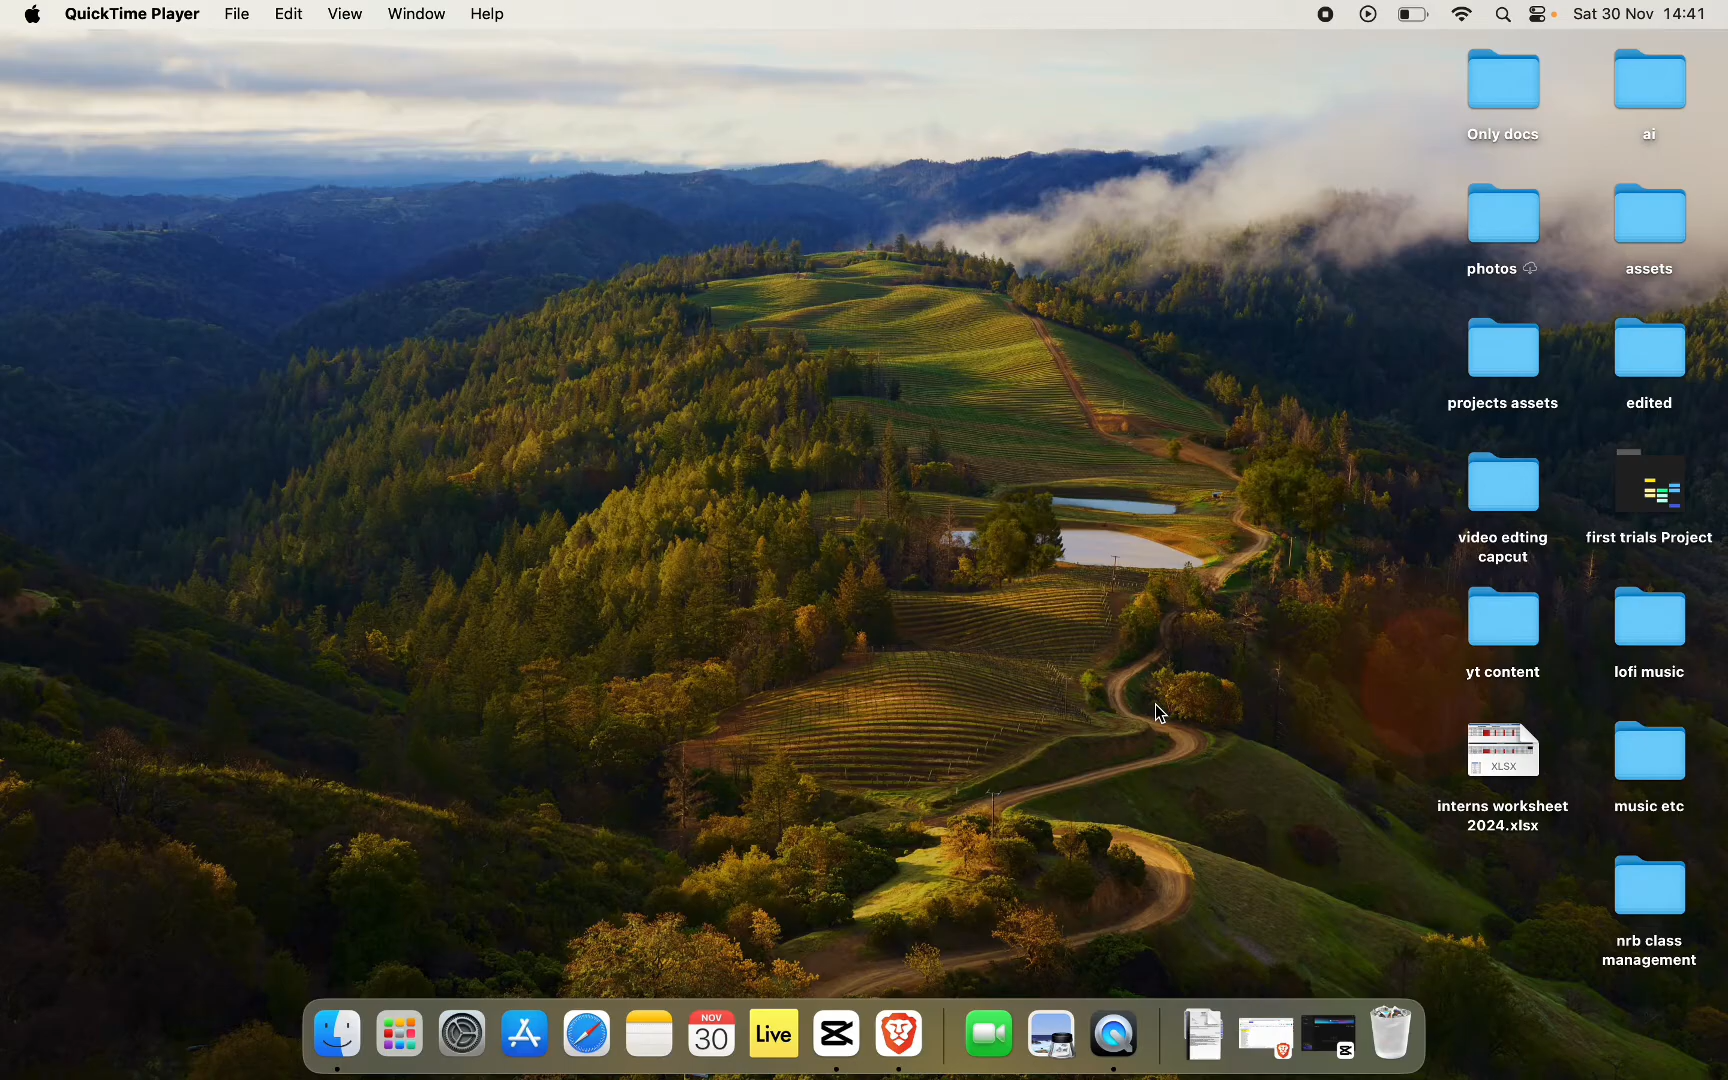 QuickTime Player File Edit View Window Help Sat 30 Nov 14:41
Only docs
ai
photos
assets
projects assets
edited
video edting
capcut
first trials Project
yt content
lofi music
XLSX
interns worksheet
2024.xlsx
music etc
nrb class
management
NOV
30
Live